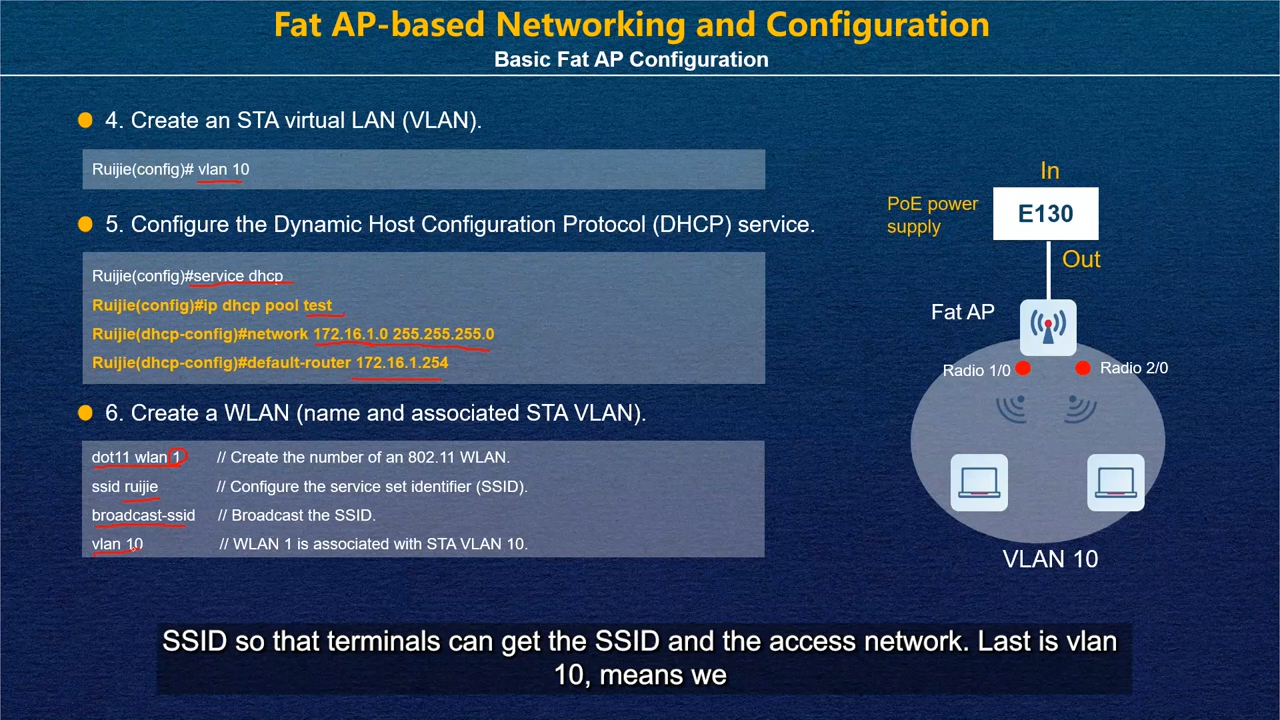 Fat AP-based Networking and Configuration
Basic Fat AP Configuration
4. Create an STA virtual LAN (VLAN).
Ruijie(config)# vlan 10
5. Configure the Dynamic Host Configuration Protocol (DHCP) service.
Ruijie(config)#service dhcp
Ruijie(config)#ip dhcp pool test
Ruijie(dhcp-config)#network 172.16.1.0 255.255.255.0
Ruijie(dhcp-config)#default-router 172.16.1.254
6. Create a WLAN (name and associated STA VLAN).
dot11 wlan 1 // Create the number of an 802.11 WLAN.
ssid ruijie // Configure the service set identifier (SSID).
broadcast-ssid // Broadcast the SSID.
vlan 10 // WLAN 1 is associated with STA VLAN 10.
In
PoE power
supply
E130
Out
Fat AP
Radio 1/0
Radio 2/0
VLAN 10
SSID so that terminals can get the SSID and the access network. Last is vlan
10, means we